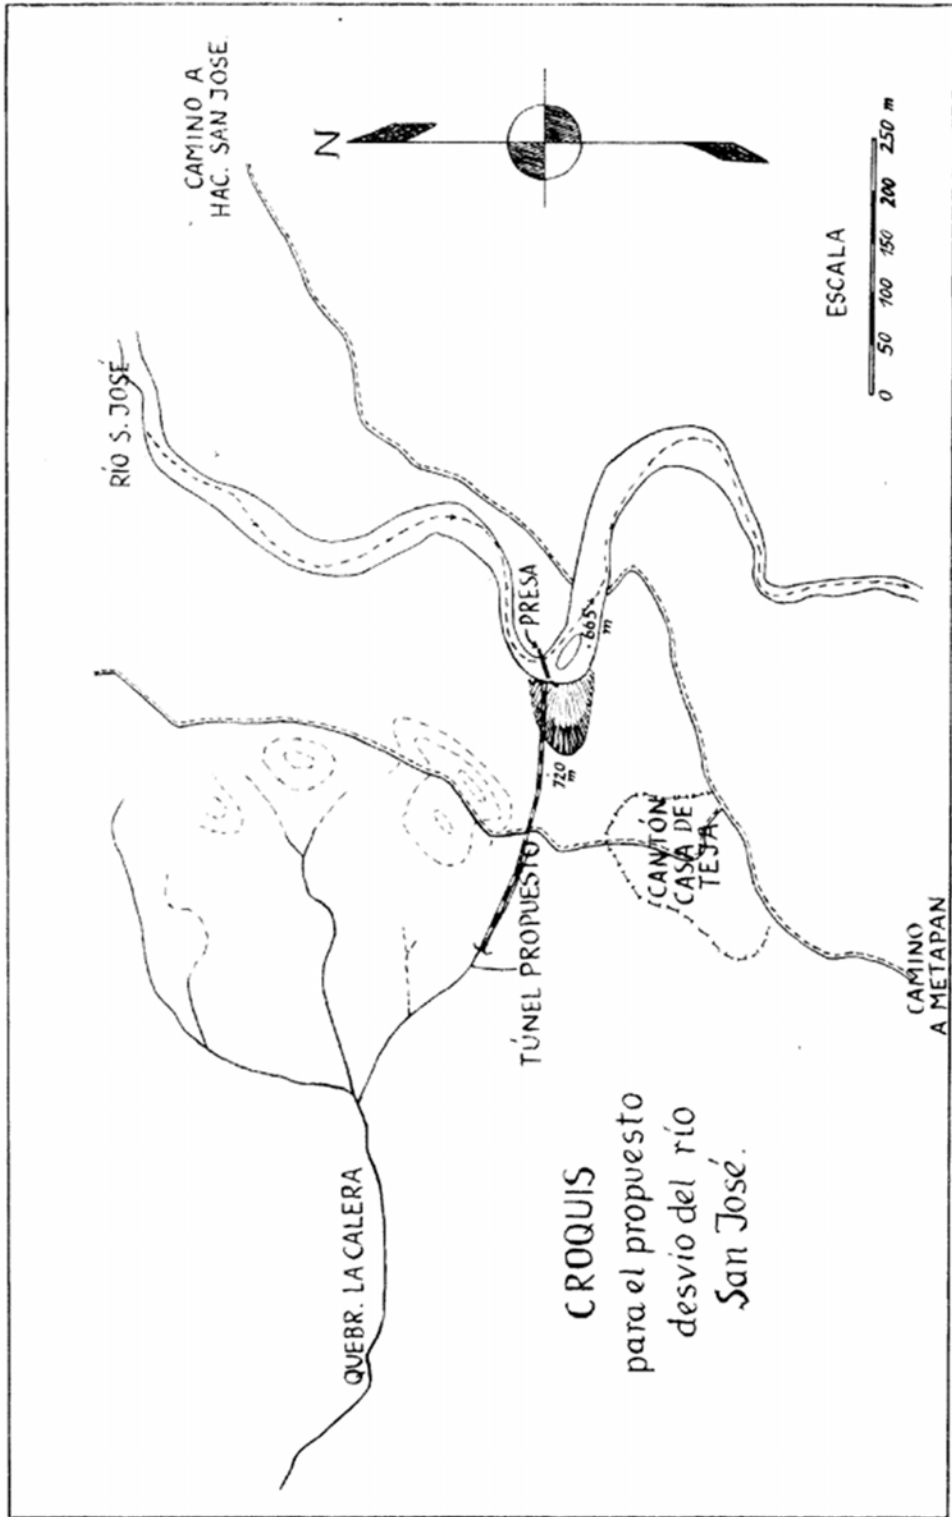 CAMINO A
HAC. SAN JOSE.
N
RÍO S. JOSÉ
PRESA
665
m
720
m
TÚNEL PROPUESTO
CANTÓN
CASA DE
TEJA
CAMINO
A METAPAN
QUEBR. LA CALERA
CROQUIS
para el propuesto
desvío del río
San José.
ESCALA
0 50 100 150 200 250 m